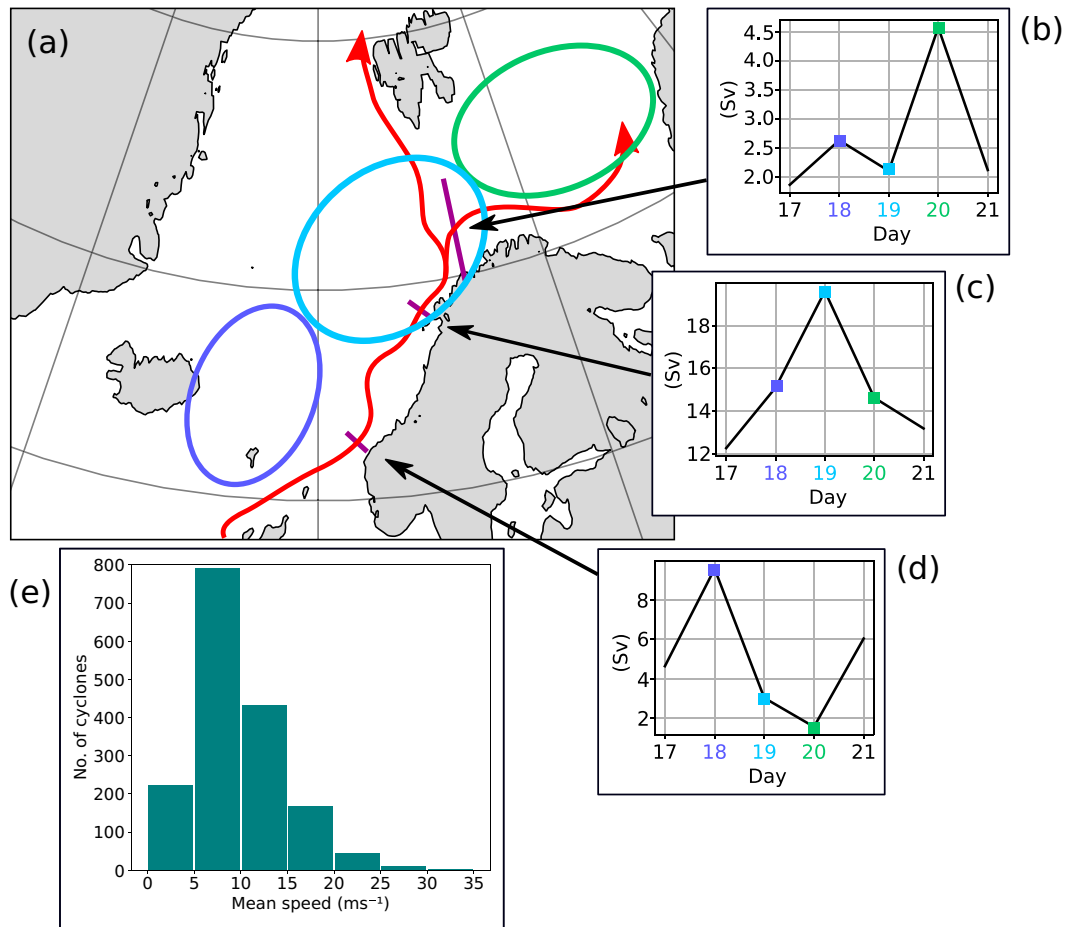 (a)
(b)
(Sv)
4.5
4.0
3.5
3.0
2.5
2.0
17 18 19 20 21
Day
(c)
(Sv)
18
16
14
12
17 18 19 20 21
Day
(d)
(Sv)
8
6
4
2
17 18 19 20 21
Day
(e)
No. of cyclones
800
700
600
500
400
300
200
100
0
0 5 10 15 20 25 30 35
Mean speed (ms⁻¹)